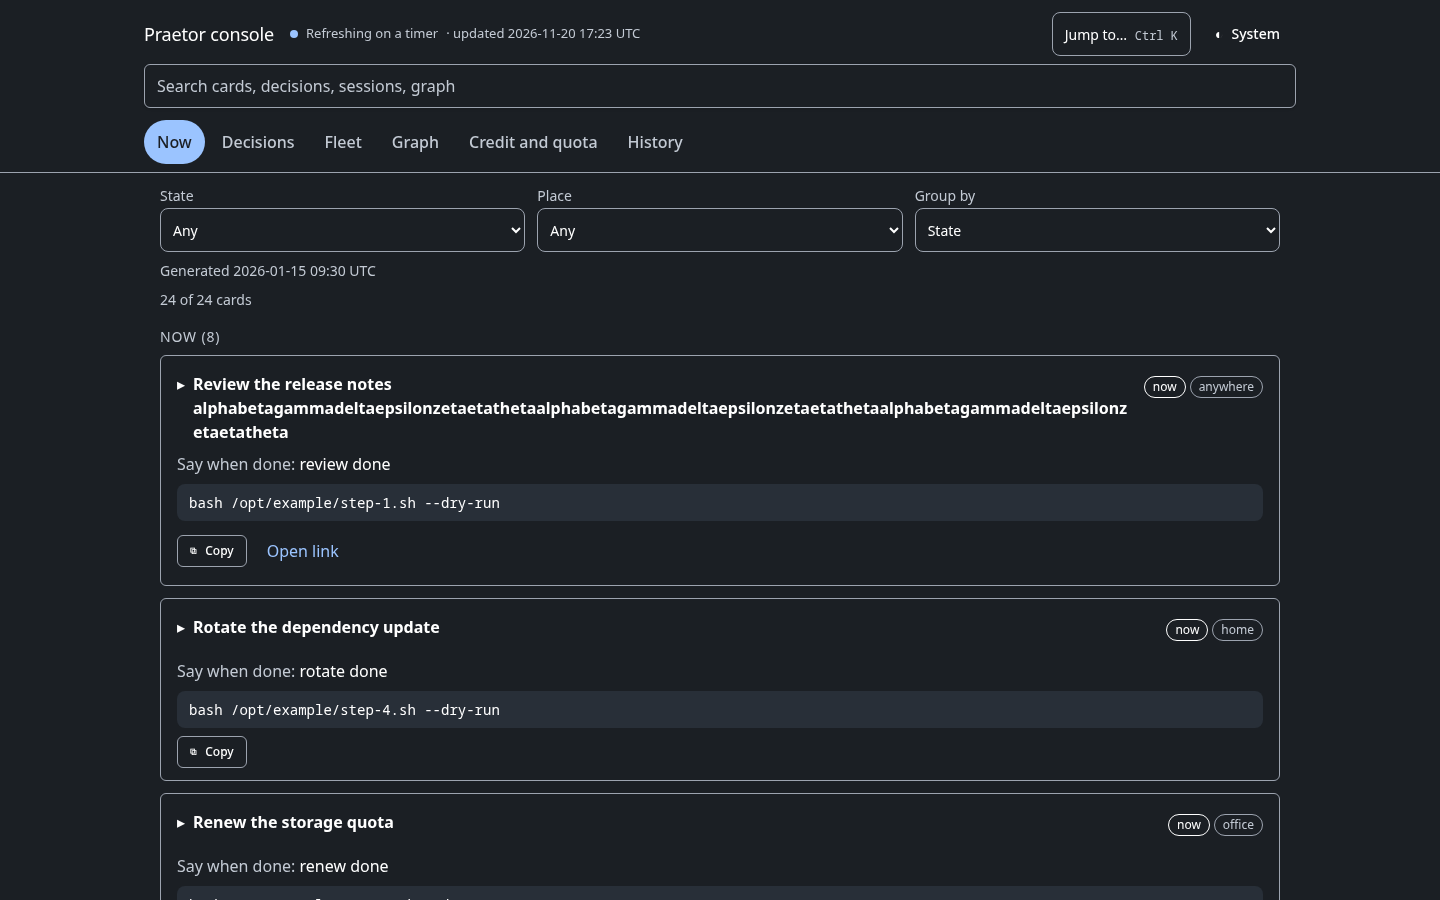 Praetor console
Refreshing on a timer · updated 2026-11-20 17:23 UTC
Jump to... Ctrl K
System
Search cards, decisions, sessions, graph
Now
Decisions
Fleet
Graph
Credit and quota
History
State
Place
Group by
Any
Any
State
Generated 2026-01-15 09:30 UTC
24 of 24 cards
NOW (8)
Review the release notes
alphabetagammadeltaepsilonzetaetathetaalphabetagammadeltaepsilonzetaetathetaalphabetagammadeltaepsilonz
etaetatheta
now
anywhere
Say when done: review done
bash /opt/example/step-1.sh --dry-run
Copy
Open link
Rotate the dependency update
now
home
Say when done: rotate done
bash /opt/example/step-4.sh --dry-run
Copy
Renew the storage quota
now
office
Say when done: renew done